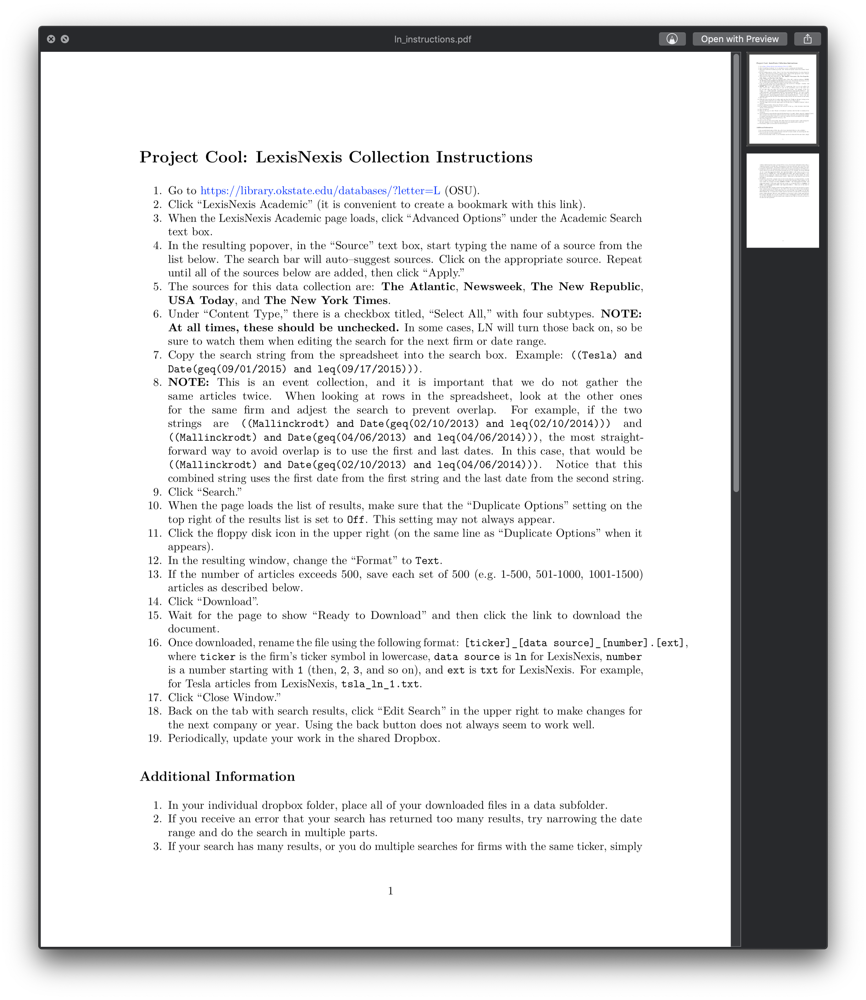 ln_instructions.pdf
Open with Preview
Project Cool: LexisNexis Collection Instructions
1. Go to https://library.okstate.edu/databases/?letter=L (OSU).
2. Click “LexisNexis Academic” (it is convenient to create a bookmark with this link).
3. When the LexisNexis Academic page loads, click “Advanced Options” under the Academic Search
text box.
4. In the resulting popover, in the “Source” text box, start typing the name of a source from the
list below. The search bar will auto–suggest sources. Click on the appropriate source. Repeat
until all of the sources below are added, then click “Apply.”
5. The sources for this data collection are: The Atlantic, Newsweek, The New Republic,
USA Today, and The New York Times.
6. Under “Content Type,” there is a checkbox titled, “Select All,” with four subtypes. NOTE:
At all times, these should be unchecked. In some cases, LN will turn those back on, so be
sure to watch them when editing the search for the next firm or date range.
7. Copy the search string from the spreadsheet into the search box. Example: ((Tesla) and
Date(geq(09/01/2015) and leq(09/17/2015))).
8. NOTE: This is an event collection, and it is important that we do not gather the
same articles twice. When looking at rows in the spreadsheet, look at the other ones
for the same firm and adjest the search to prevent overlap. For example, if the two
strings are ((Mallinckrodt) and Date(geq(02/10/2013) and leq(02/10/2014))) and
((Mallinckrodt) and Date(geq(04/06/2013) and leq(04/06/2014))), the most straight-
forward way to avoid overlap is to use the first and last dates. In this case, that would be
((Mallinckrodt) and Date(geq(02/10/2013) and leq(04/06/2014))). Notice that this
combined string uses the first date from the first string and the last date from the second string.
9. Click “Search.”
10. When the page loads the list of results, make sure that the “Duplicate Options” setting on the
top right of the results list is set to Off. This setting may not always appear.
11. Click the floppy disk icon in the upper right (on the same line as “Duplicate Options” when it
appears).
12. In the resulting window, change the “Format” to Text.
13. If the number of articles exceeds 500, save each set of 500 (e.g. 1-500, 501-1000, 1001-1500)
articles as described below.
14. Click “Download”.
15. Wait for the page to show “Ready to Download” and then click the link to download the
document.
16. Once downloaded, rename the file using the following format: [ticker]_[data source]_[number].[ext],
where ticker is the firm’s ticker symbol in lowercase, data source is ln for LexisNexis, number
is a number starting with 1 (then, 2, 3, and so on), and ext is txt for LexisNexis. For example,
for Tesla articles from LexisNexis, tsla_ln_1.txt.
17. Click “Close Window.”
18. Back on the tab with search results, click “Edit Search” in the upper right to make changes for
the next company or year. Using the back button does not always seem to work well.
19. Periodically, update your work in the shared Dropbox.
Additional Information
1. In your individual dropbox folder, place all of your downloaded files in a data subfolder.
2. If you receive an error that your search has returned too many results, try narrowing the date
range and do the search in multiple parts.
3. If your search has many results, or you do multiple searches for firms with the same ticker, simply
1